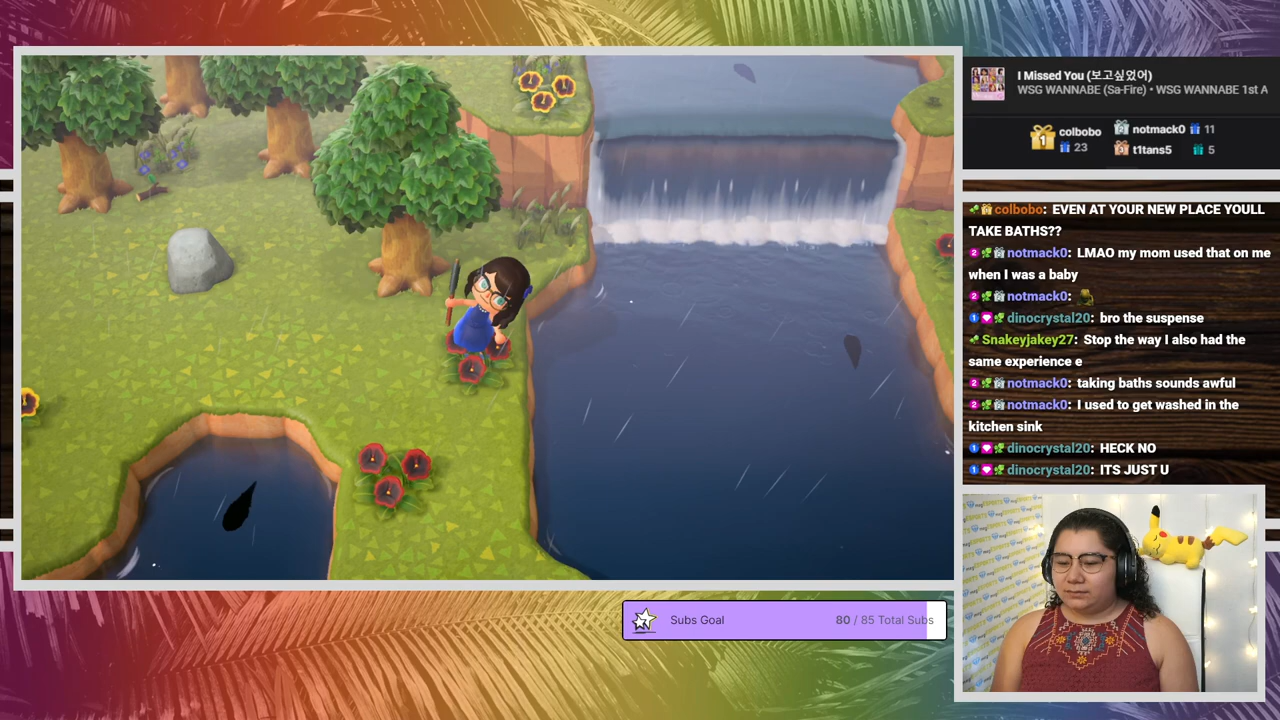 I Missed You (보고싶었어)
WSG WANNABE (Sa-Fire) • WSG WANNABE 1st A
colbobo
23
notmack0 11
t1tans5 5
colbobo: EVEN AT YOUR NEW PLACE YOULL
TAKE BATHS??
notmack0: LMAO my mom used that on me
when I was a baby
notmack0:
dinocrystal20: bro the suspense
Snakeyjakey27: Stop the way I also had the
same experience e
notmack0: taking baths sounds awful
notmack0: I used to get washed in the
kitchen sink
dinocrystal20: HECK NO
dinocrystal20: ITS JUST U
Subs Goal 80 / 85 Total Subs